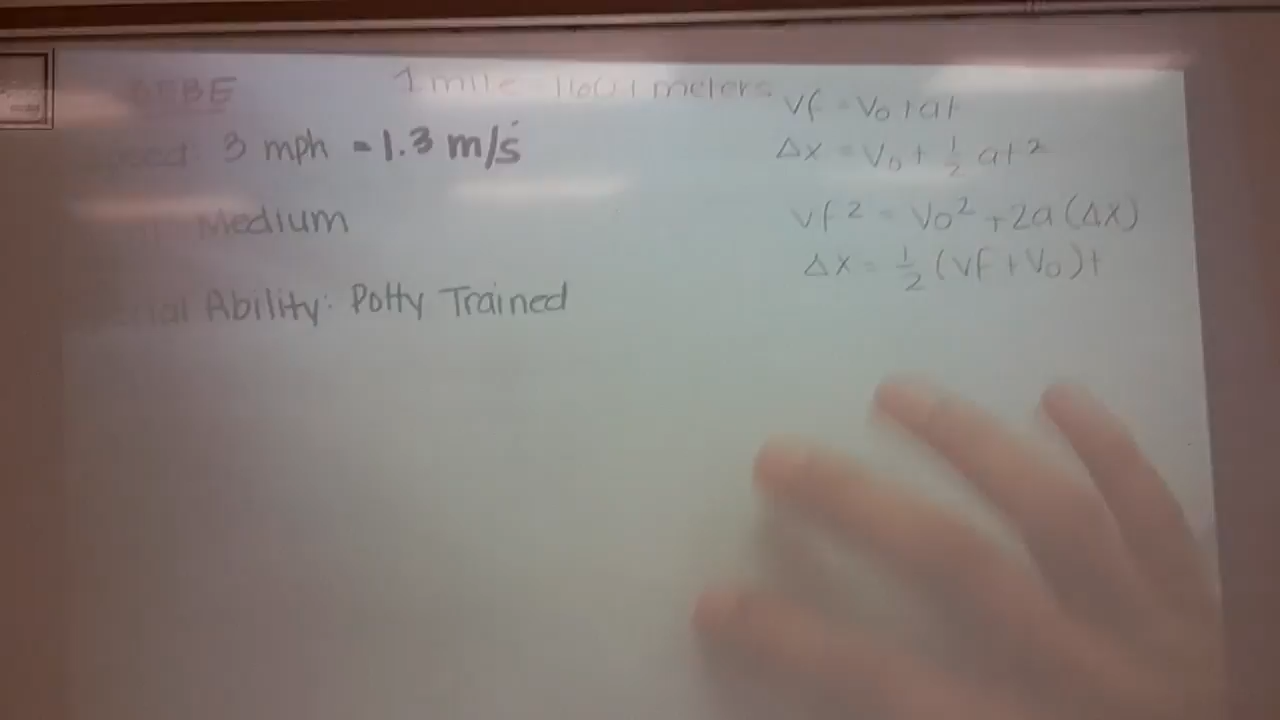 1 mile 1601 meters
3 mph = 1.3 m/s
Medium
Ability: Potty Trained
Vf = V₀ + at
Δx = V₀ + ½ at²
Vf² = V₀² + 2a(Δx)
Δx = ½ (Vf + V₀)t